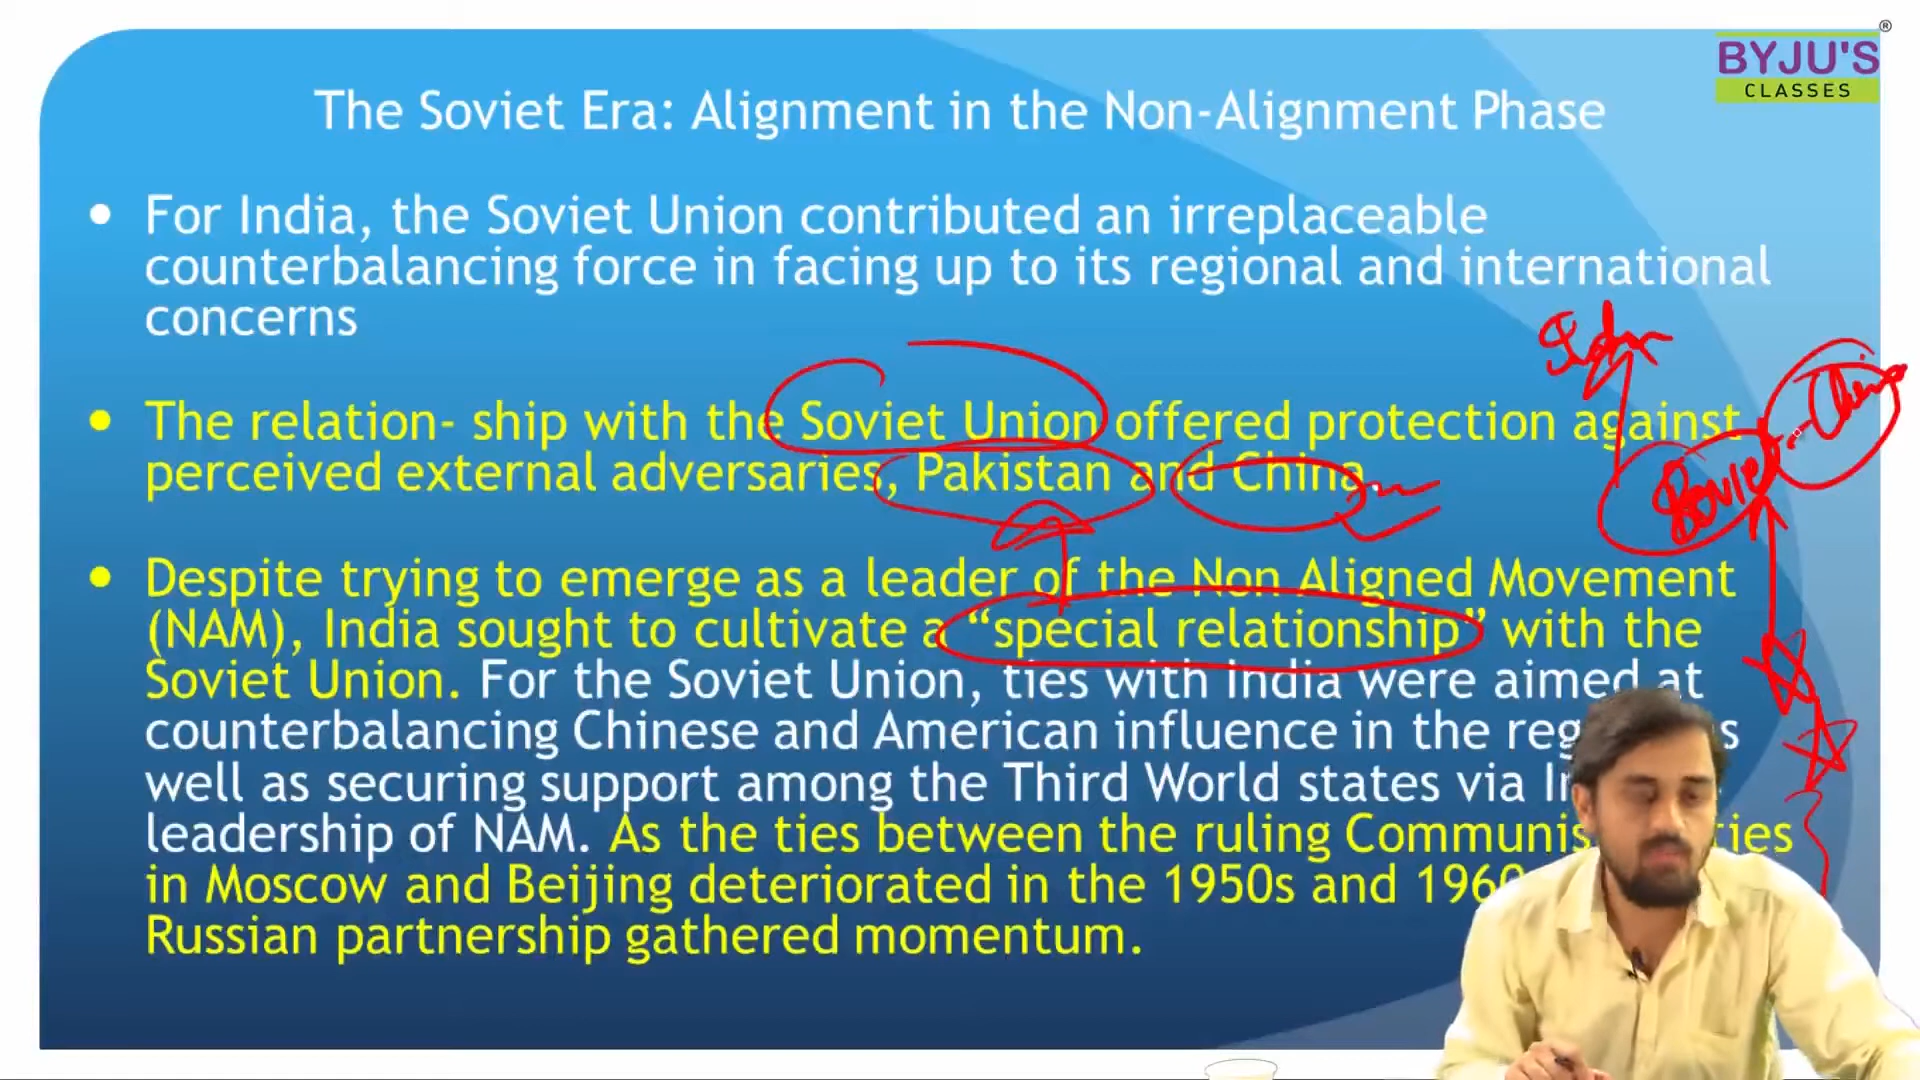 ®
BYJU'S
CLASSES
The Soviet Era: Alignment in the Non-Alignment Phase
• For India, the Soviet Union contributed an irreplaceable
counterbalancing force in facing up to its regional and international
concerns
• The relation- ship with the Soviet Union offered protection against
perceived external adversaries, Pakistan and China.
• Despite trying to emerge as a leader of the Non Aligned Movement
(NAM), India sought to cultivate a “special relationship” with the
Soviet Union. For the Soviet Union, ties with India were aimed at
counterbalancing Chinese and American influence in the
well as securing support among the Third World states via
leadership of NAM. As the ties between the ruling
in Moscow and Beijing deteriorated in the 1950s and
Russian partnership gathered momentum.
China
Soviet